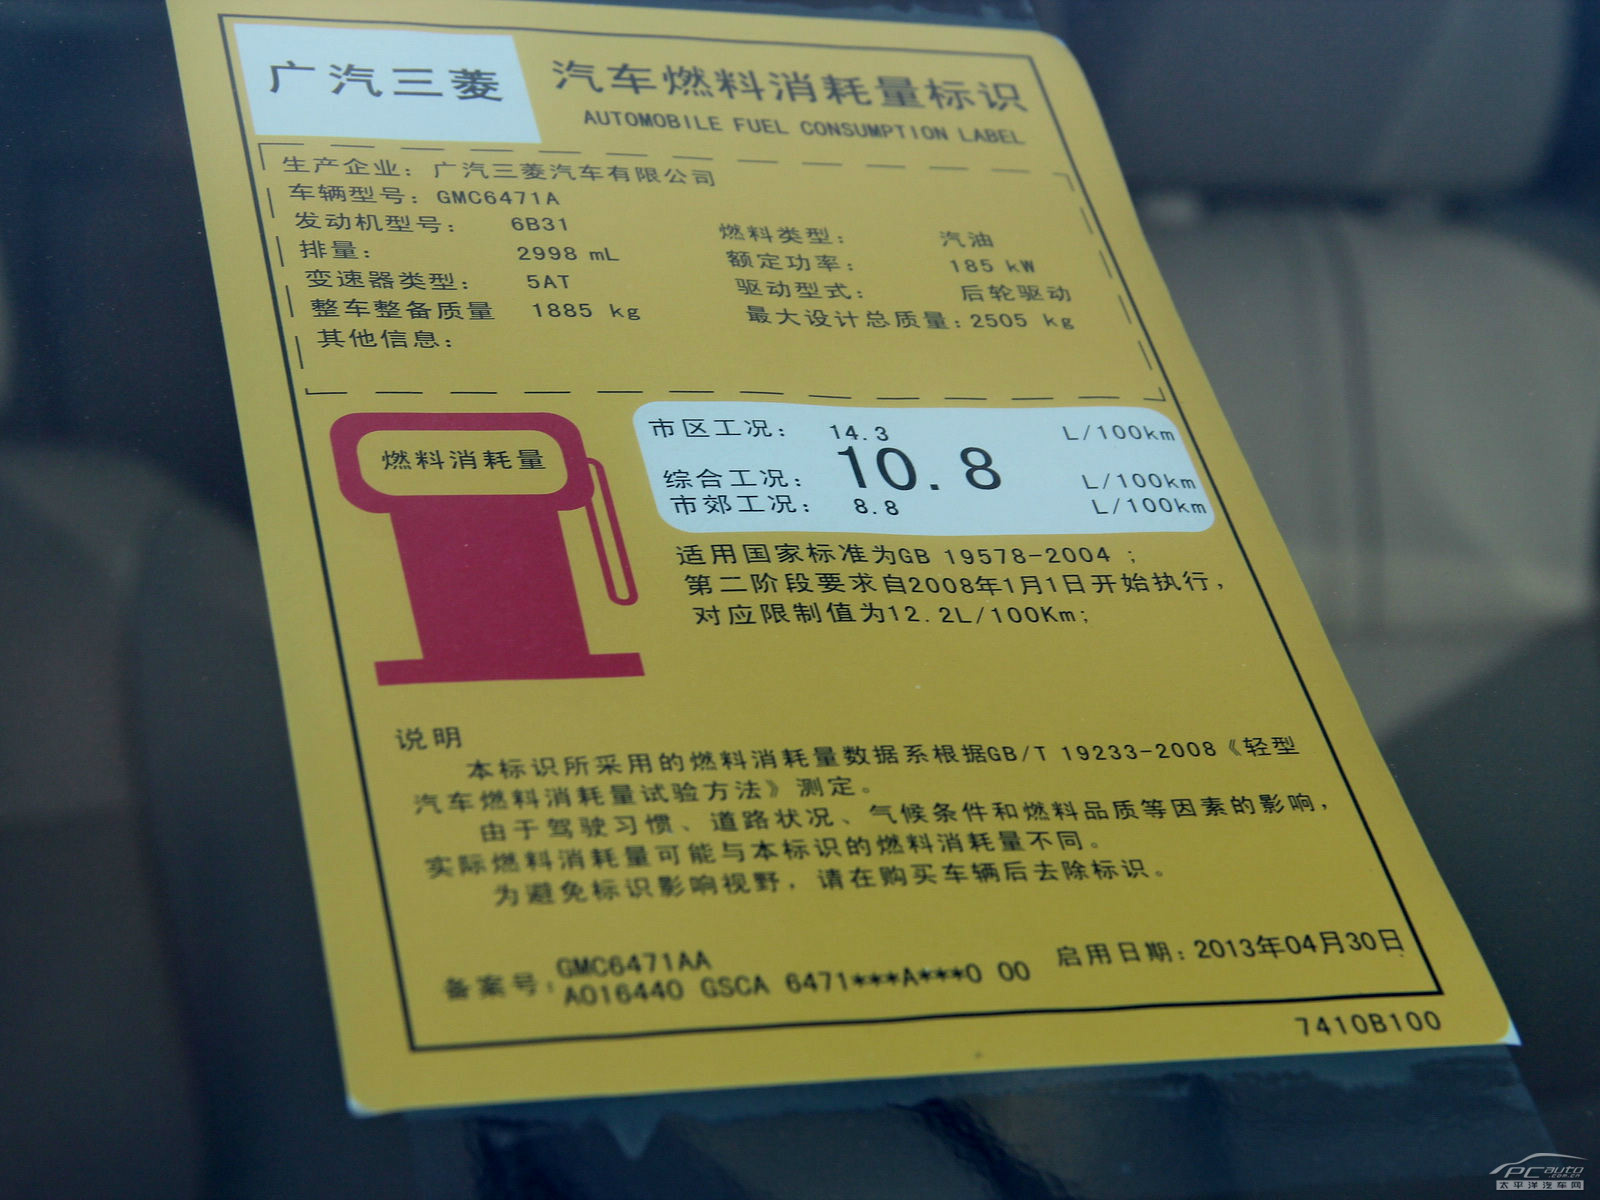 广汽三菱
汽车燃料消耗量标识
AUTOMOBILE FUEL CONSUMPTION LABEL
生产企业: 广汽三菱汽车有限公司
车辆型号: GMC6471A
发动机型号: 6B31
燃料类型: 汽油
排量: 2998 mL
额定功率: 185 kW
变速器类型: 5AT
驱动型式: 后轮驱动
整车整备质量 1885 kg
最大设计总质量: 2505 kg
其他信息:
燃料消耗量
市区工况: 14.3 L/100km
综合工况: 10.8 L/100km
市郊工况: 8.8 L/100km
适用国家标准为GB 19578-2004 ;
第二阶段要求自2008年1月1日开始执行,
对应限制值为12.2L/100Km;
说明
本标识所采用的燃料消耗量数据系根据GB/T 19233-2008《轻型
汽车燃料消耗量试验方法》测定。
由于驾驶习惯、道路状况、气候条件和燃料品质等因素的影响,
实际燃料消耗量可能与本标识的燃料消耗量不同。
为避免标识影响视野, 请在购买车辆后去除标识。
备案号: GMC6471AA
A016440 GSCA 6471***A***0 00
启用日期: 2013年04月30日
7410B100
PCauto
.com.cn
太平洋汽车网